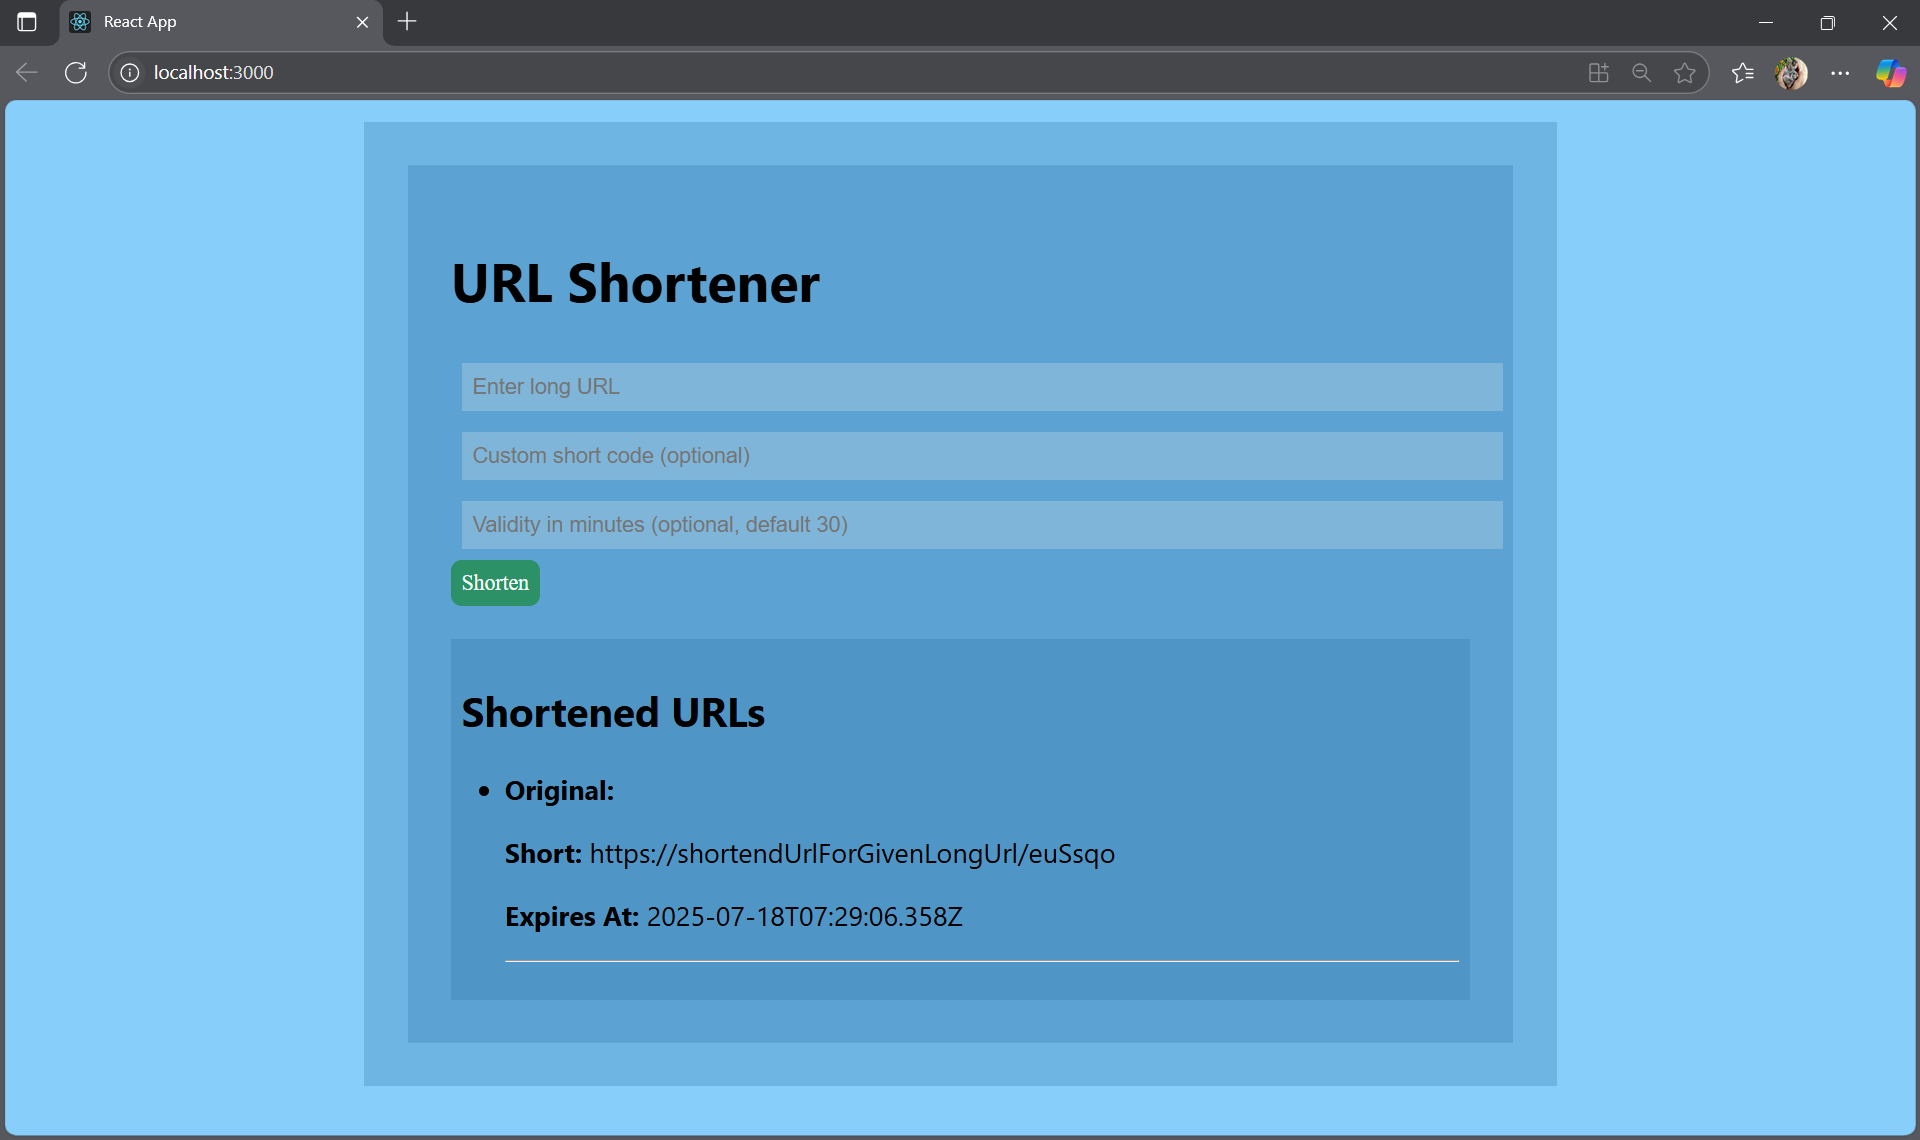 React App
localhost:3000
URL Shortener
Enter long URL
Custom short code (optional)
Validity in minutes (optional, default 30)
Shorten
Shortened URLs
Original:
Short: https://shortendUrlForGivenLongUrl/euSsqo
Expires At: 2025-07-18T07:29:06.358Z